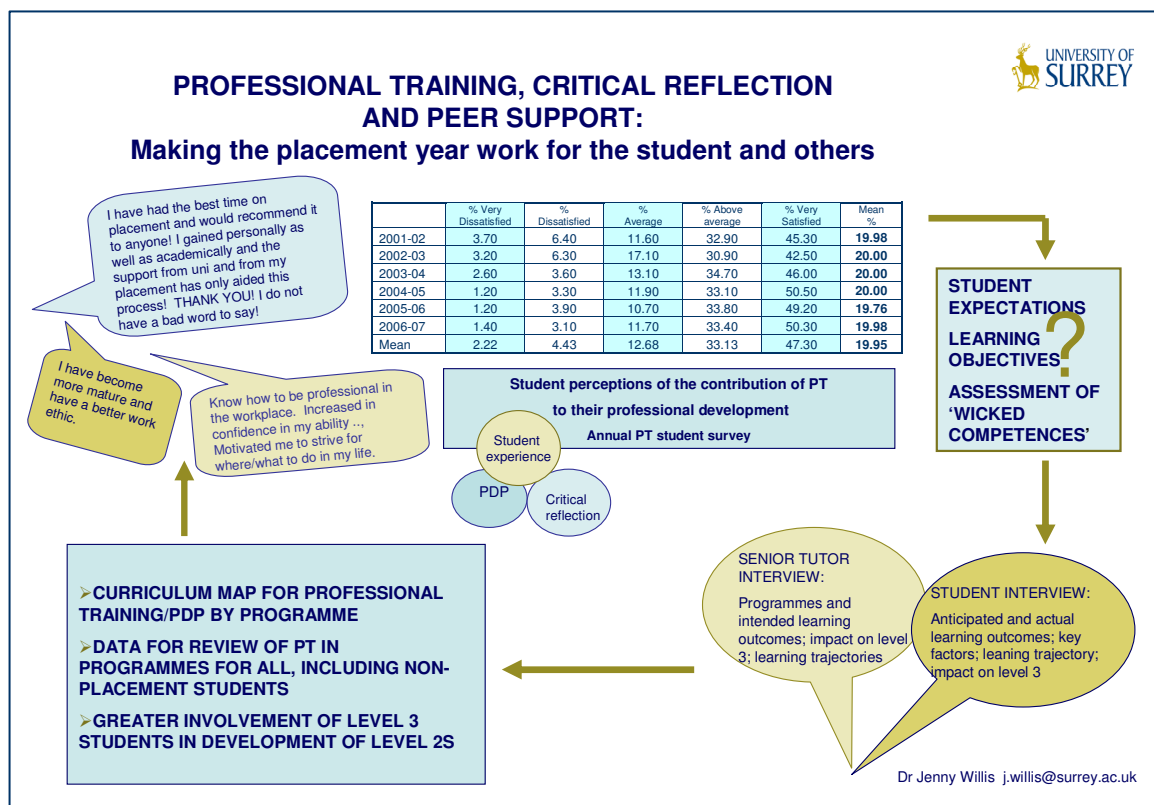 UNIVERSITY OF
SURREY
PROFESSIONAL TRAINING, CRITICAL REFLECTION
AND PEER SUPPORT:
Making the placement year work for the student and others
I have had the best time on
placement and would recommend it
to anyone! I gained personally as
well as academically and the
support from uni and from my
placement has only aided this
process! THANK YOU! I do not
have a bad word to say!
I have become
more mature and
have a better work
ethic.
Know how to be professional in
the workplace. Increased in
confidence in my ability ..,
Motivated me to strive for
where/what to do in my life.
% Very Dissatisfied % Dissatisfied % Average % Above average % Very Satisfied Mean %
2001-02 3.70 6.40 11.60 32.90 45.30 19.98
2002-03 3.20 6.30 17.10 30.90 42.50 20.00
2003-04 2.60 3.60 13.10 34.70 46.00 20.00
2004-05 1.20 3.30 11.90 33.10 50.50 20.00
2005-06 1.20 3.90 10.70 33.80 49.20 19.76
2006-07 1.40 3.10 11.70 33.40 50.30 19.98
Mean 2.22 4.43 12.68 33.13 47.30 19.95
Student perceptions of the contribution of PT
to their professional development
Annual PT student survey
Student
experience
PDP
Critical
reflection
STUDENT
EXPECTATIONS
LEARNING
OBJECTIVES
?
ASSESSMENT OF
‘WICKED
COMPETENCES’
SENIOR TUTOR
INTERVIEW:
Programmes and
intended learning
outcomes; impact on level
3; learning trajectories
STUDENT INTERVIEW:
Anticipated and actual
learning outcomes; key
factors; leaning trajectory;
impact on level 3
➢CURRICULUM MAP FOR PROFESSIONAL
TRAINING/PDP BY PROGRAMME
➢DATA FOR REVIEW OF PT IN
PROGRAMMES FOR ALL, INCLUDING NON-
PLACEMENT STUDENTS
➢GREATER INVOLVEMENT OF LEVEL 3
STUDENTS IN DEVELOPMENT OF LEVEL 2S
Dr Jenny Willis j.willis@surrey.ac.uk